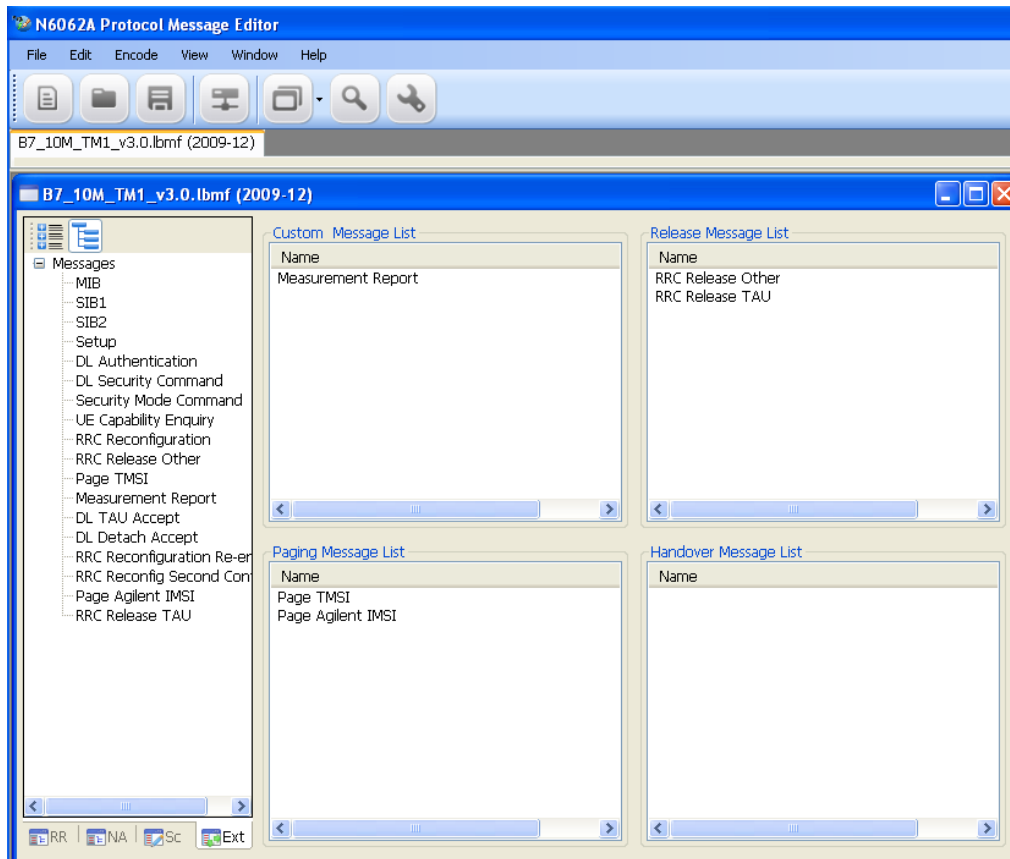 N6062A Protocol Message Editor
File Edit Encode View Window Help
B7_10M_TM1_v3.0.lbmf (2009-12)
B7_10M_TM1_v3.0.lbmf (2009-12)
Messages
MIB
SIB1
SIB2
Setup
DL Authentication
DL Security Command
Security Mode Command
UE Capability Enquiry
RRC Reconfiguration
RRC Release Other
Page TMSI
Measurement Report
DL TAU Accept
DL Detach Accept
RRC Reconfiguration Re-er
RRC Reconfig Second Con
Page Agilent IMSI
RRC Release TAU
RR NA Sc Ext
Custom Message List
Name
Measurement Report
Release Message List
Name
RRC Release Other
RRC Release TAU
Paging Message List
Name
Page TMSI
Page Agilent IMSI
Handover Message List
Name